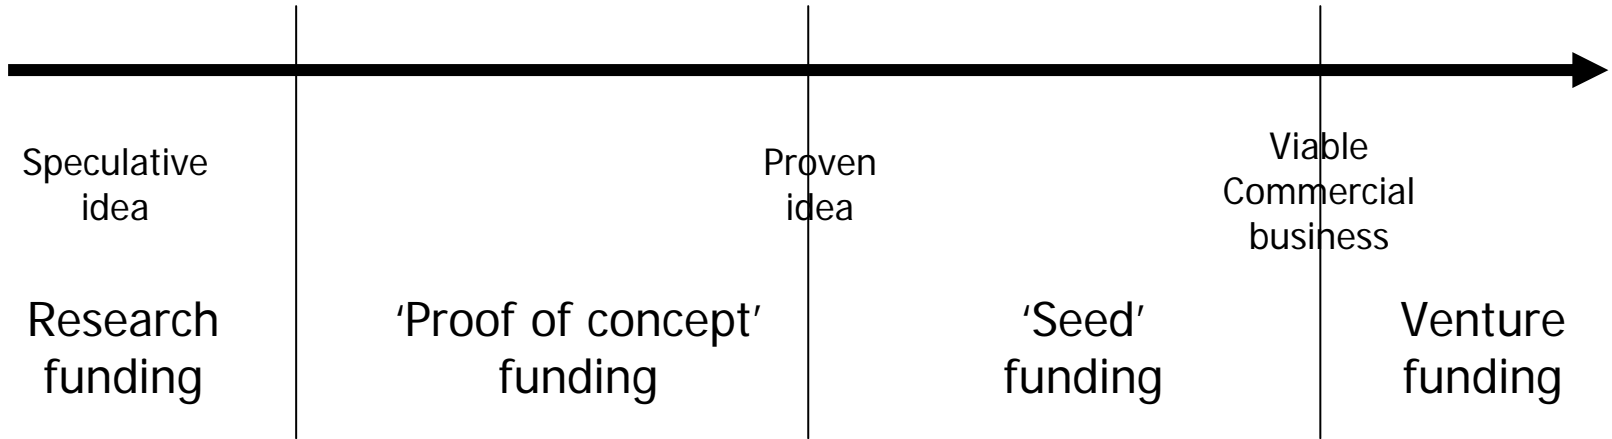 Speculative
idea
Proven
idea
Viable
Commercial
business
Research
funding
‘Proof of concept’
funding
‘Seed’
funding
Venture
funding